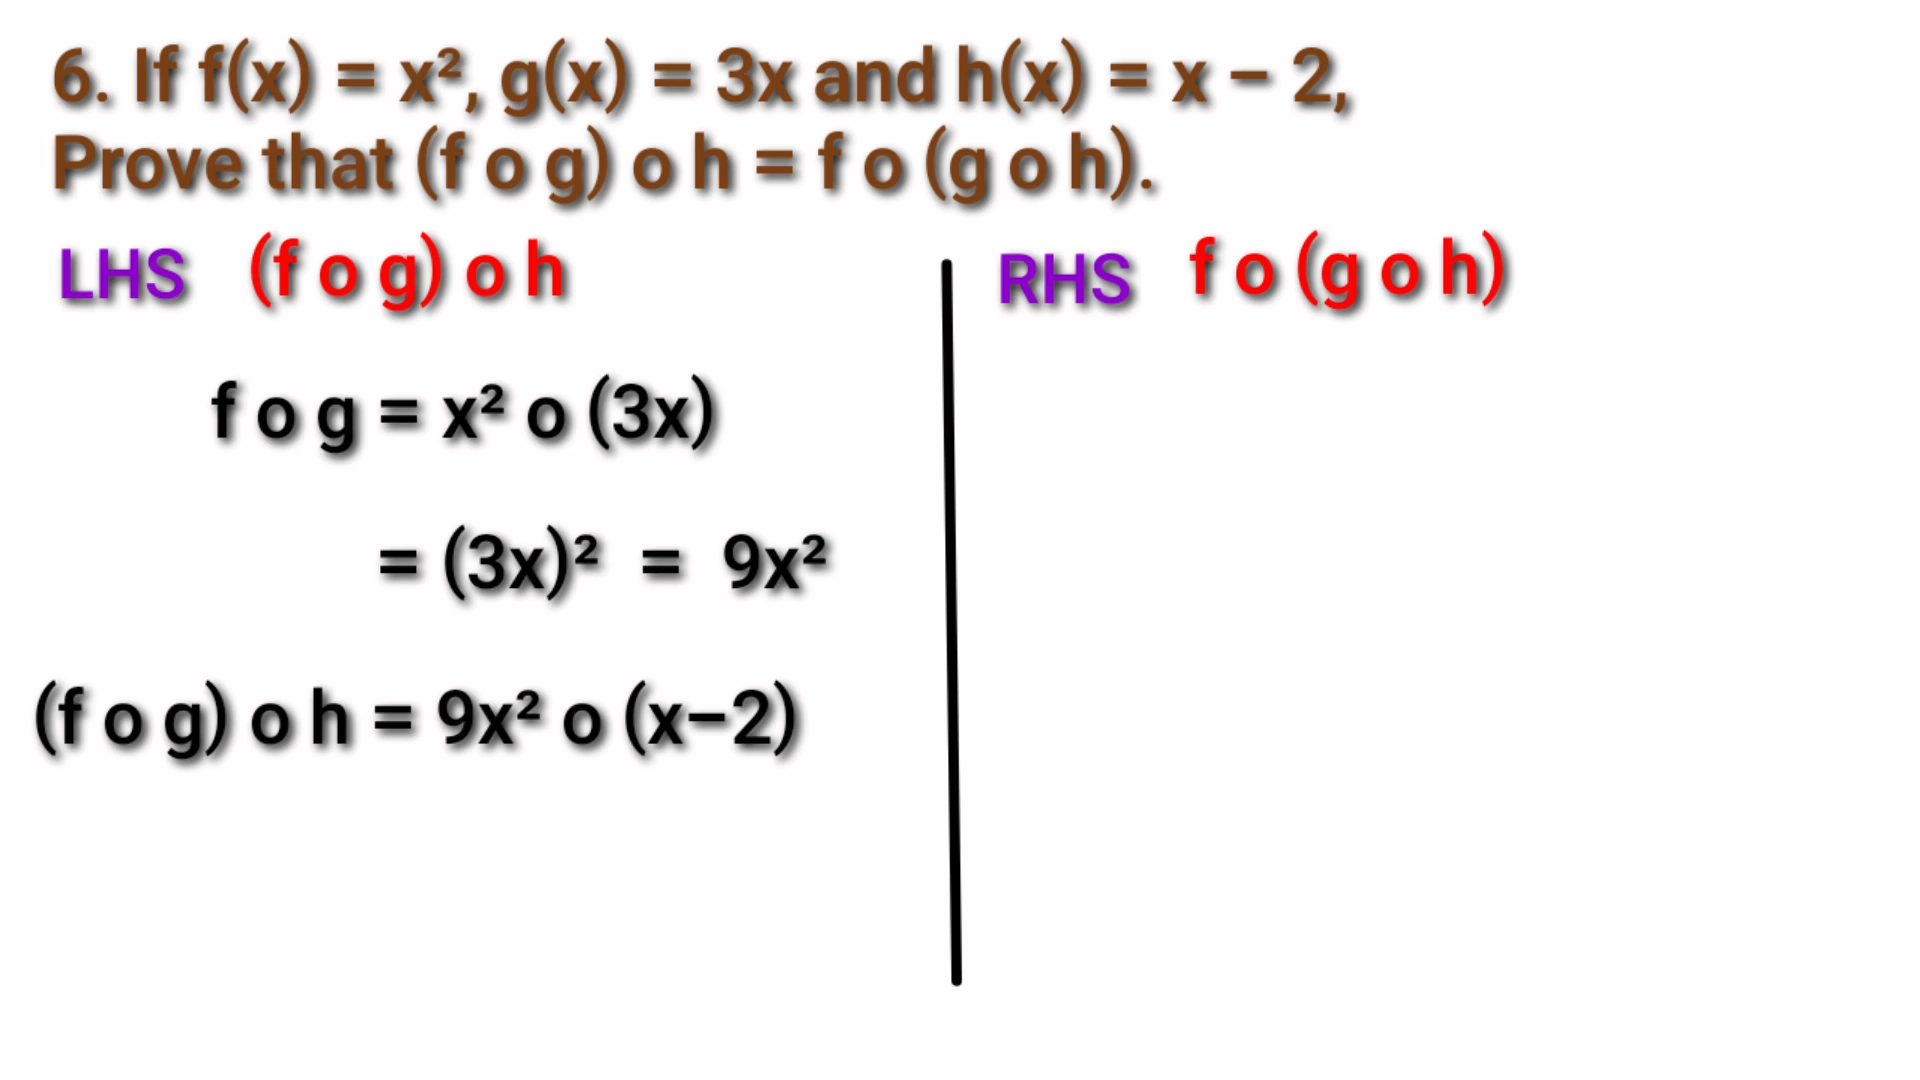 6. If f(x) = x², g(x) = 3x and h(x) = x – 2,
Prove that (f o g) o h = f o (g o h).
LHS (f o g) o h
f o g = x² o (3x)
= (3x)² = 9x²
(f o g) o h = 9x² o (x–2)
RHS f o (g o h)